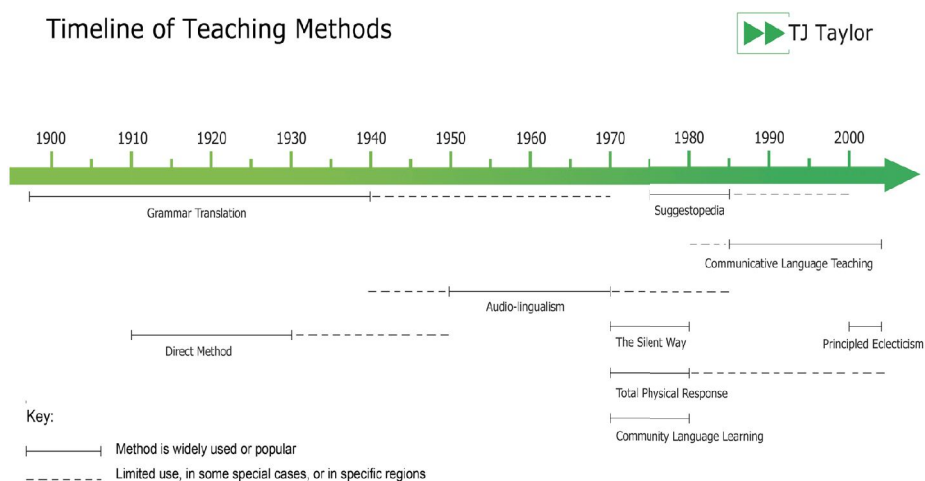 Timeline of Teaching Methods
TJ Taylor
1900 1910 1920 1930 1940 1950 1960 1970 1980 1990 2000
Grammar Translation
Suggestopedia
Communicative Language Teaching
Audio-lingualism
Direct Method
The Silent Way
Principled Eclecticism
Total Physical Response
Community Language Learning
Key:
Method is widely used or popular
Limited use, in some special cases, or in specific regions